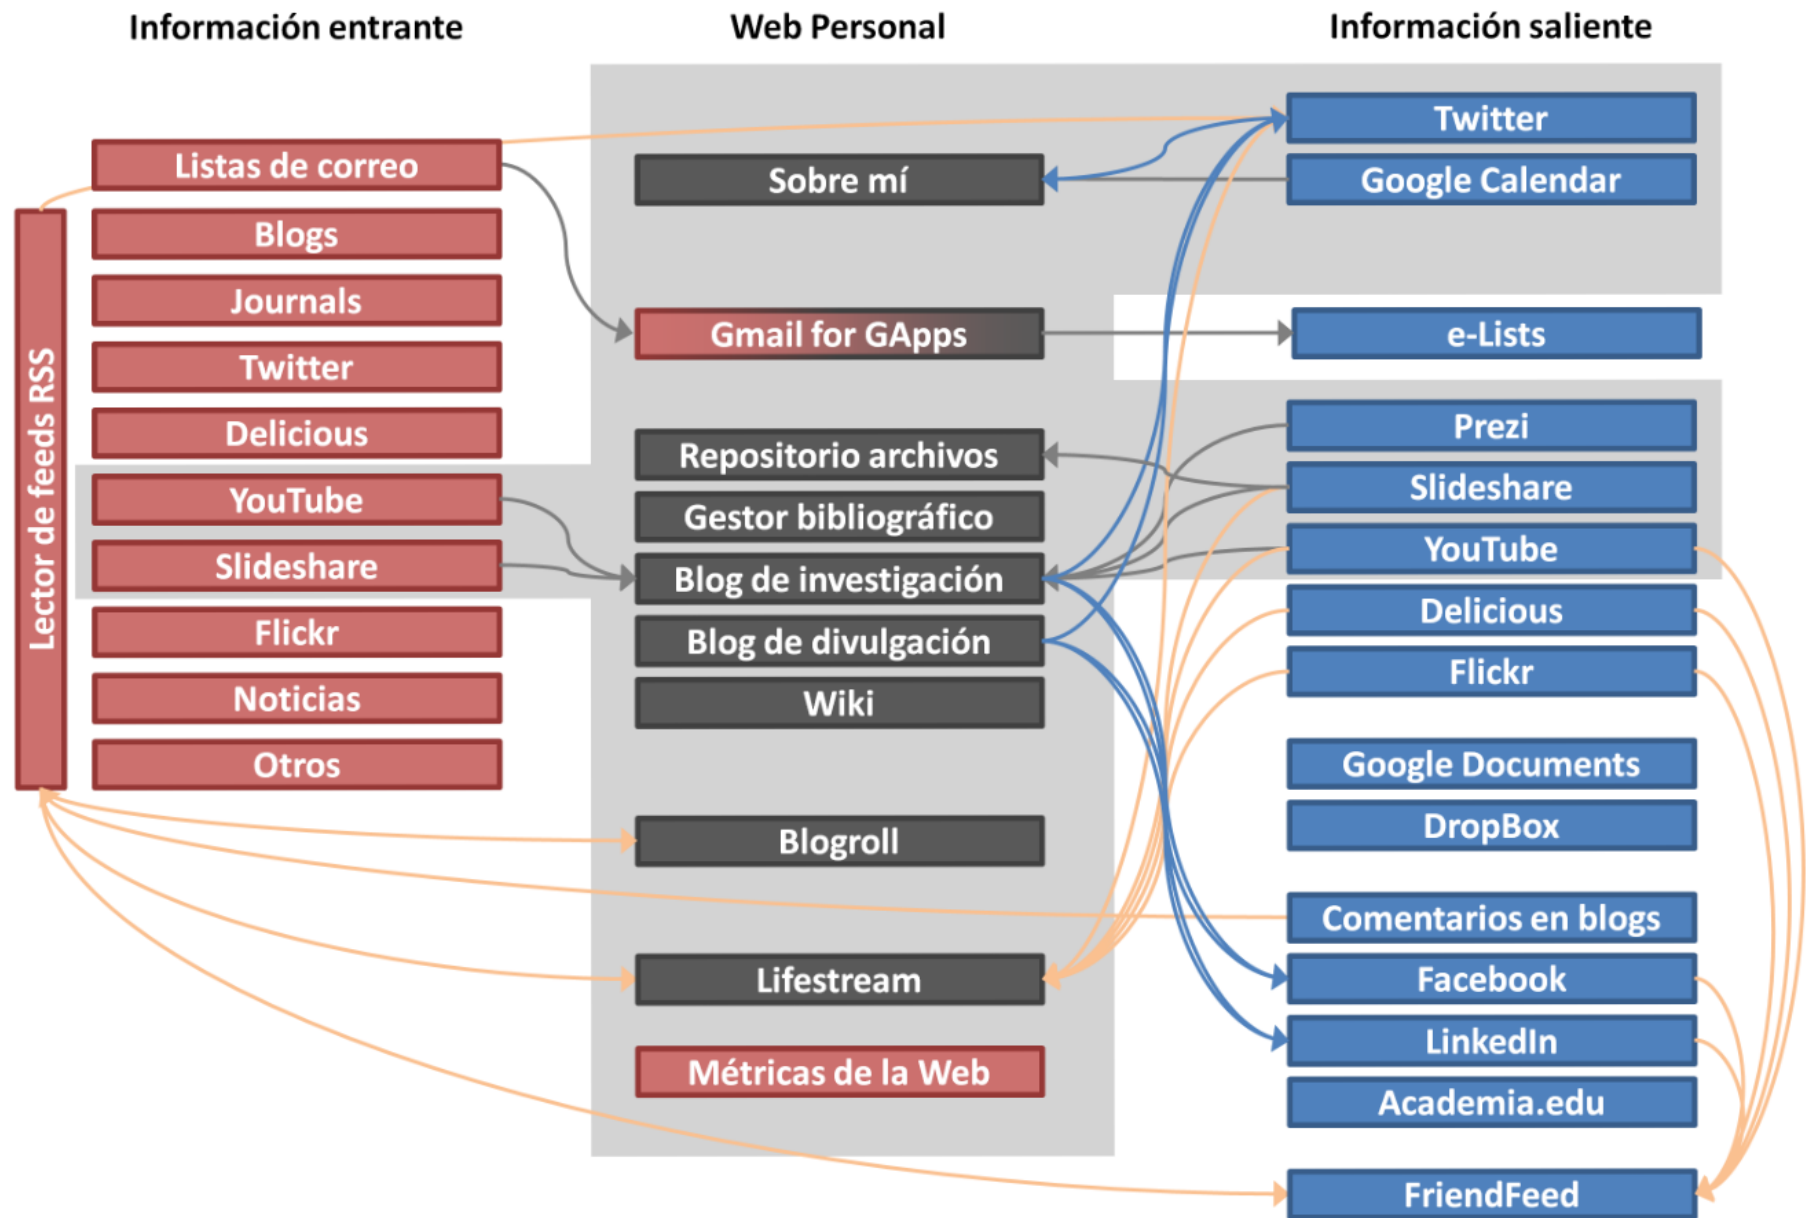 Información entrante
Web Personal
Información saliente
Lector de feeds RSS
Listas de correo
Blogs
Journals
Twitter
Delicious
YouTube
Slideshare
Flickr
Noticias
Otros
Sobre mí
Gmail for GApps
Repositorio archivos
Gestor bibliográfico
Blog de investigación
Blog de divulgación
Wiki
Blogroll
Lifestream
Métricas de la Web
Twitter
Google Calendar
e-Lists
Prezi
Slideshare
YouTube
Delicious
Flickr
Google Documents
DropBox
Comentarios en blogs
Facebook
LinkedIn
Academia.edu
FriendFeed